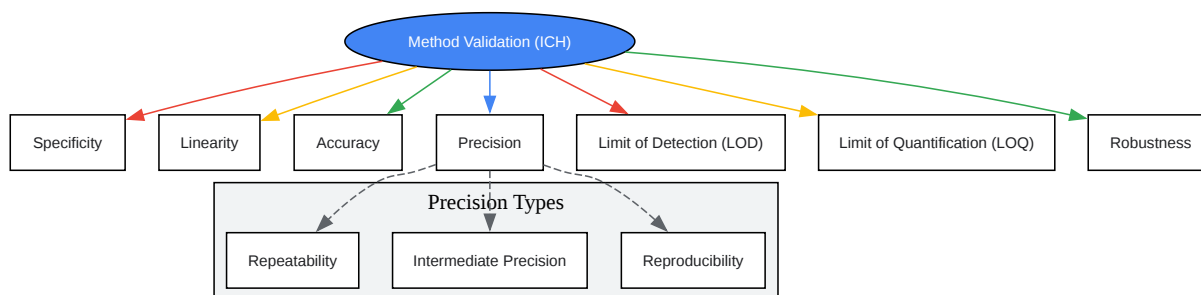 Method Validation (ICH)
Specificity
Linearity
Accuracy
Precision
Limit of Detection (LOD)
Limit of Quantification (LOQ)
Robustness
Precision Types
Repeatability
Intermediate Precision
Reproducibility